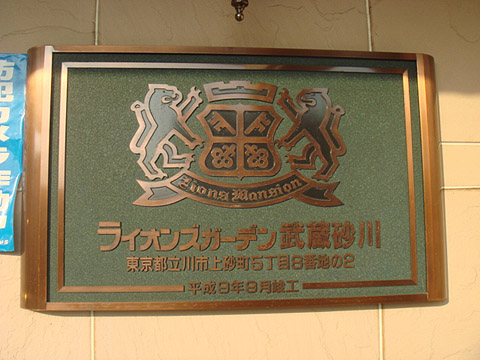 Lions Mansion
ライオンズガーデン武蔵砂川
東京都立川市上砂町5丁目8番地の2
平成9年9月竣工